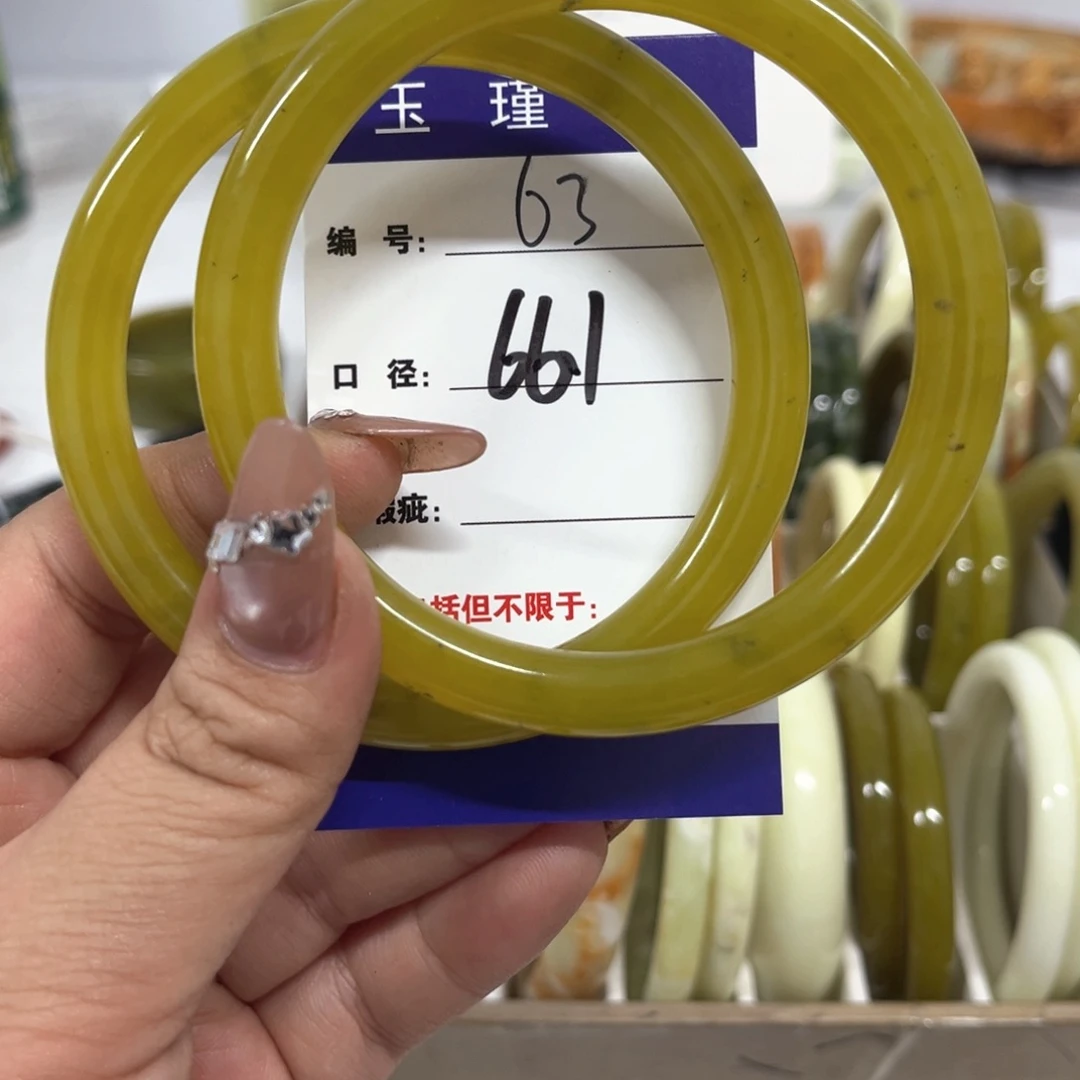 玉 瑾
编 号: 63
口 径: 661
瑕疵:
括但不限于: